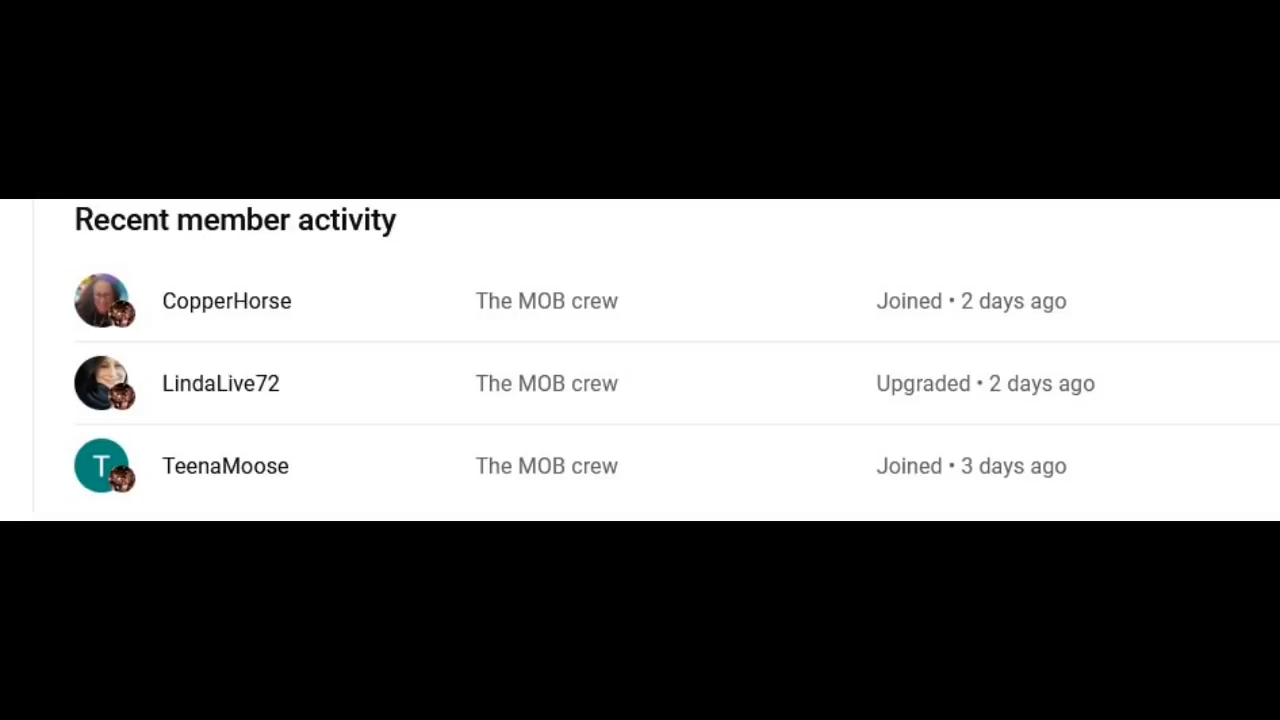 Recent member activity
CopperHorse The MOB crew Joined • 2 days ago
LindaLive72 The MOB crew Upgraded • 2 days ago
T TeenaMoose The MOB crew Joined • 3 days ago